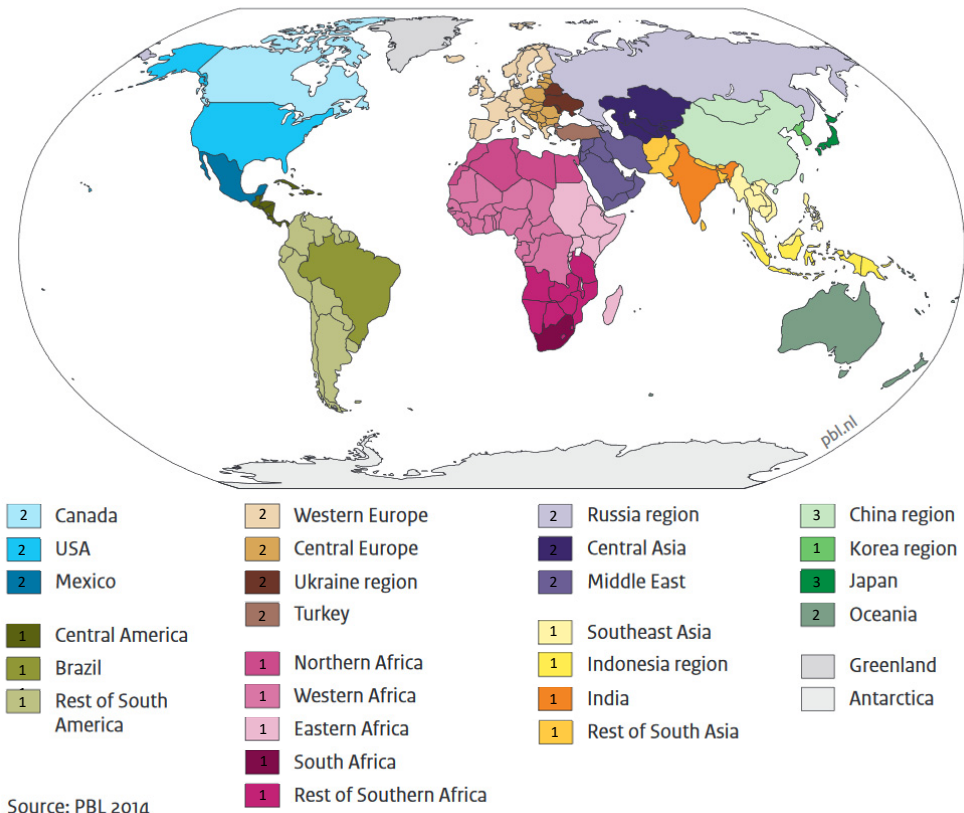 pbl.nl
2 Canada
2 USA
2 Mexico
1 Central America
1 Brazil
1 Rest of South
America
2 Western Europe
2 Central Europe
2 Ukraine region
2 Turkey
1 Northern Africa
1 Western Africa
1 Eastern Africa
1 South Africa
1 Rest of Southern Africa
2 Russia region
2 Central Asia
2 Middle East
1 Southeast Asia
1 Indonesia region
1 India
1 Rest of South Asia
3 China region
1 Korea region
3 Japan
2 Oceania
Greenland
Antarctica
Source: PBL 2014